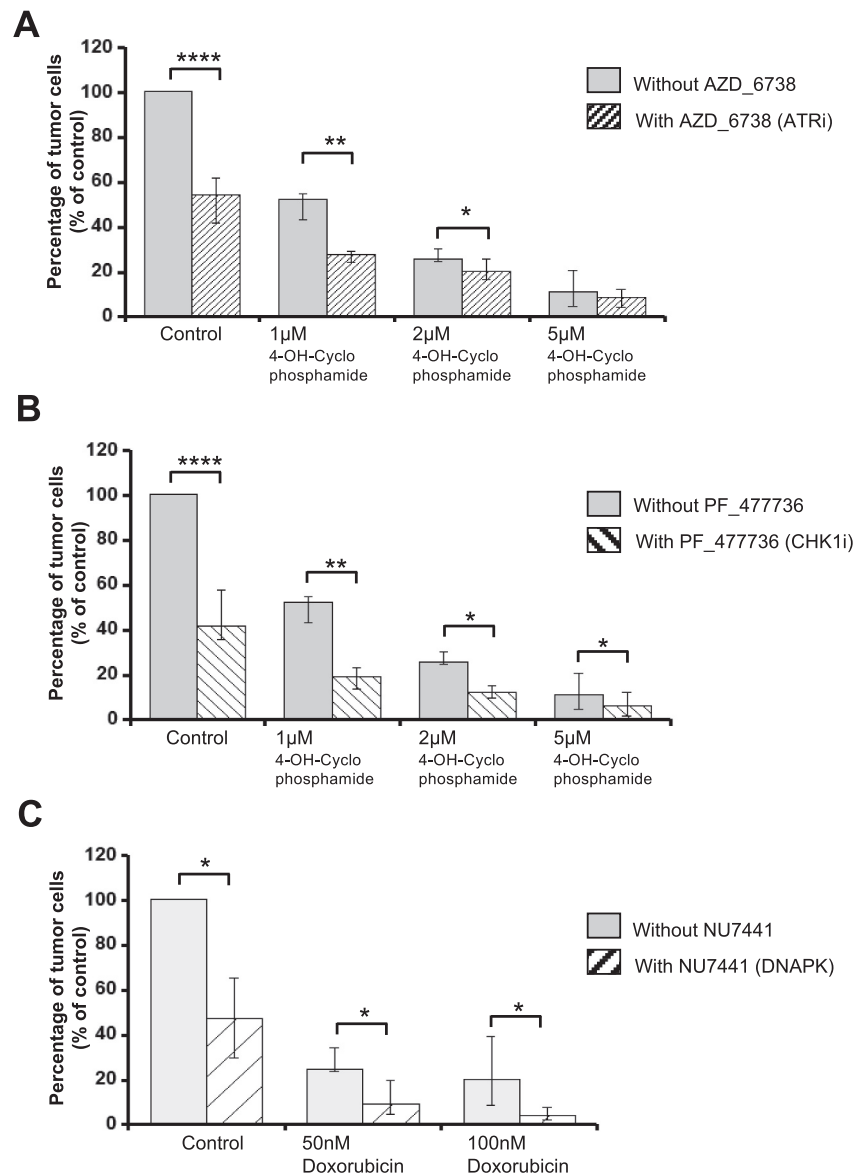 A
Percentage of tumor cells
(% of control)
120
100
80
60
40
20
0
****
**
*
Without AZD_6738
With AZD_6738 (ATRi)
Control
1µM
4-OH-Cyclo
phosphamide
2µM
4-OH-Cyclo
phosphamide
5µM
4-OH-Cyclo
phosphamide
B
Percentage of tumor cells
(% of control)
120
100
80
60
40
20
0
****
**
*
*
Without PF_477736
With PF_477736 (CHK1i)
Control
1µM
4-OH-Cyclo
phosphamide
2µM
4-OH-Cyclo
phosphamide
5µM
4-OH-Cyclo
phosphamide
C
Percentage of tumor cells
(% of control)
120
100
80
60
40
20
0
*
*
*
Without NU7441
With NU7441 (DNAPK)
Control
50nM
Doxorubicin
100nM
Doxorubicin